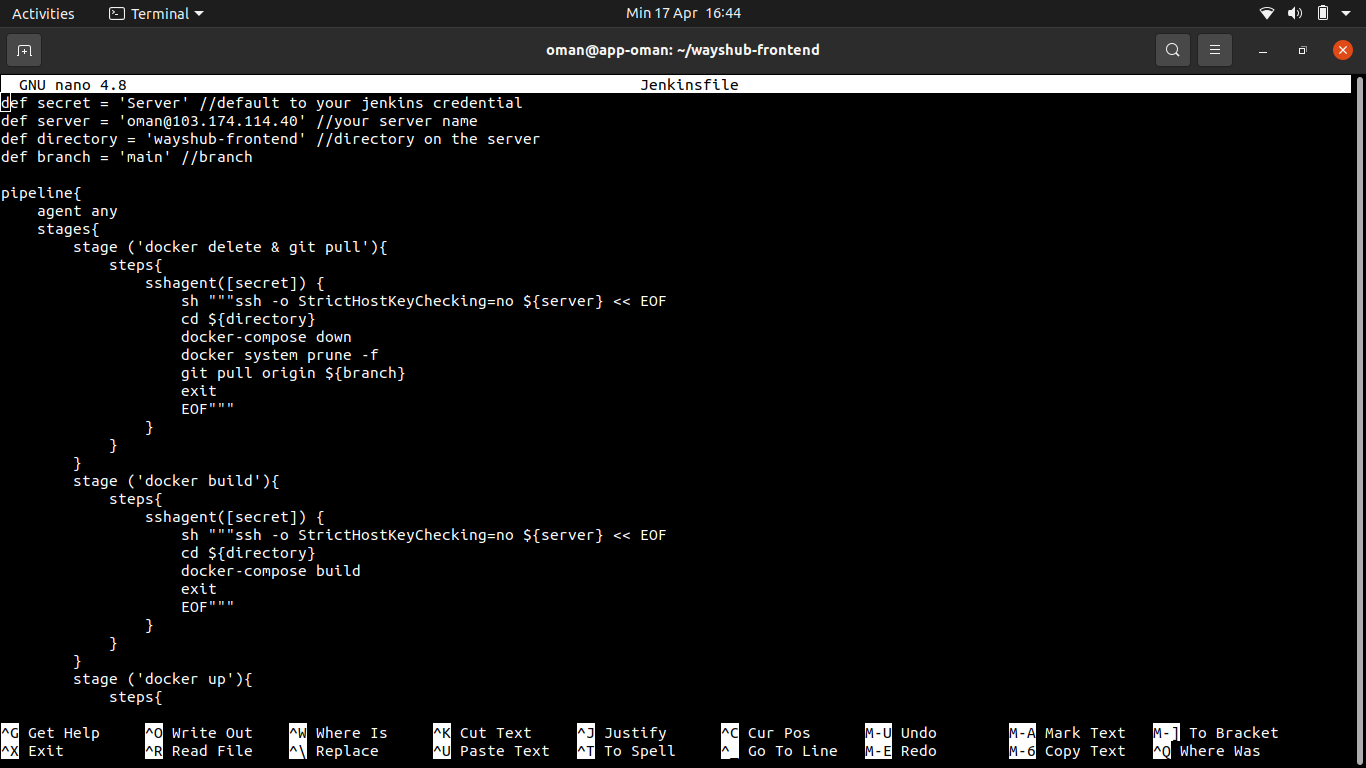 Activities Terminal Min 17 Apr 16:44
oman@app-oman: ~/wayshub-frontend
GNU nano 4.8 Jenkinsfile
def secret = 'Server' //default to your jenkins credential
def server = 'oman@103.174.114.40' //your server name
def directory = 'wayshub-frontend' //directory on the server
def branch = 'main' //branch
pipeline{
    agent any
    stages{
        stage ('docker delete & git pull'){
            steps{
                sshagent([secret]) {
                    sh """ssh -o StrictHostKeyChecking=no ${server} << EOF
                    cd ${directory}
                    docker-compose down
                    docker system prune -f
                    git pull origin ${branch}
                    exit
                    EOF"""
                }
            }
        }
        stage ('docker build'){
            steps{
                sshagent([secret]) {
                    sh """ssh -o StrictHostKeyChecking=no ${server} << EOF
                    cd ${directory}
                    docker-compose build
                    exit
                    EOF"""
                }
            }
        }
        stage ('docker up'){
            steps{
^G Get Help ^O Write Out ^W Where Is ^K Cut Text ^J Justify ^C Cur Pos M-U Undo M-A Mark Text M-] To Bracket
^X Exit ^R Read File ^\ Replace ^U Paste Text ^T To Spell ^_ Go To Line M-E Redo M-6 Copy Text ^Q Where Was